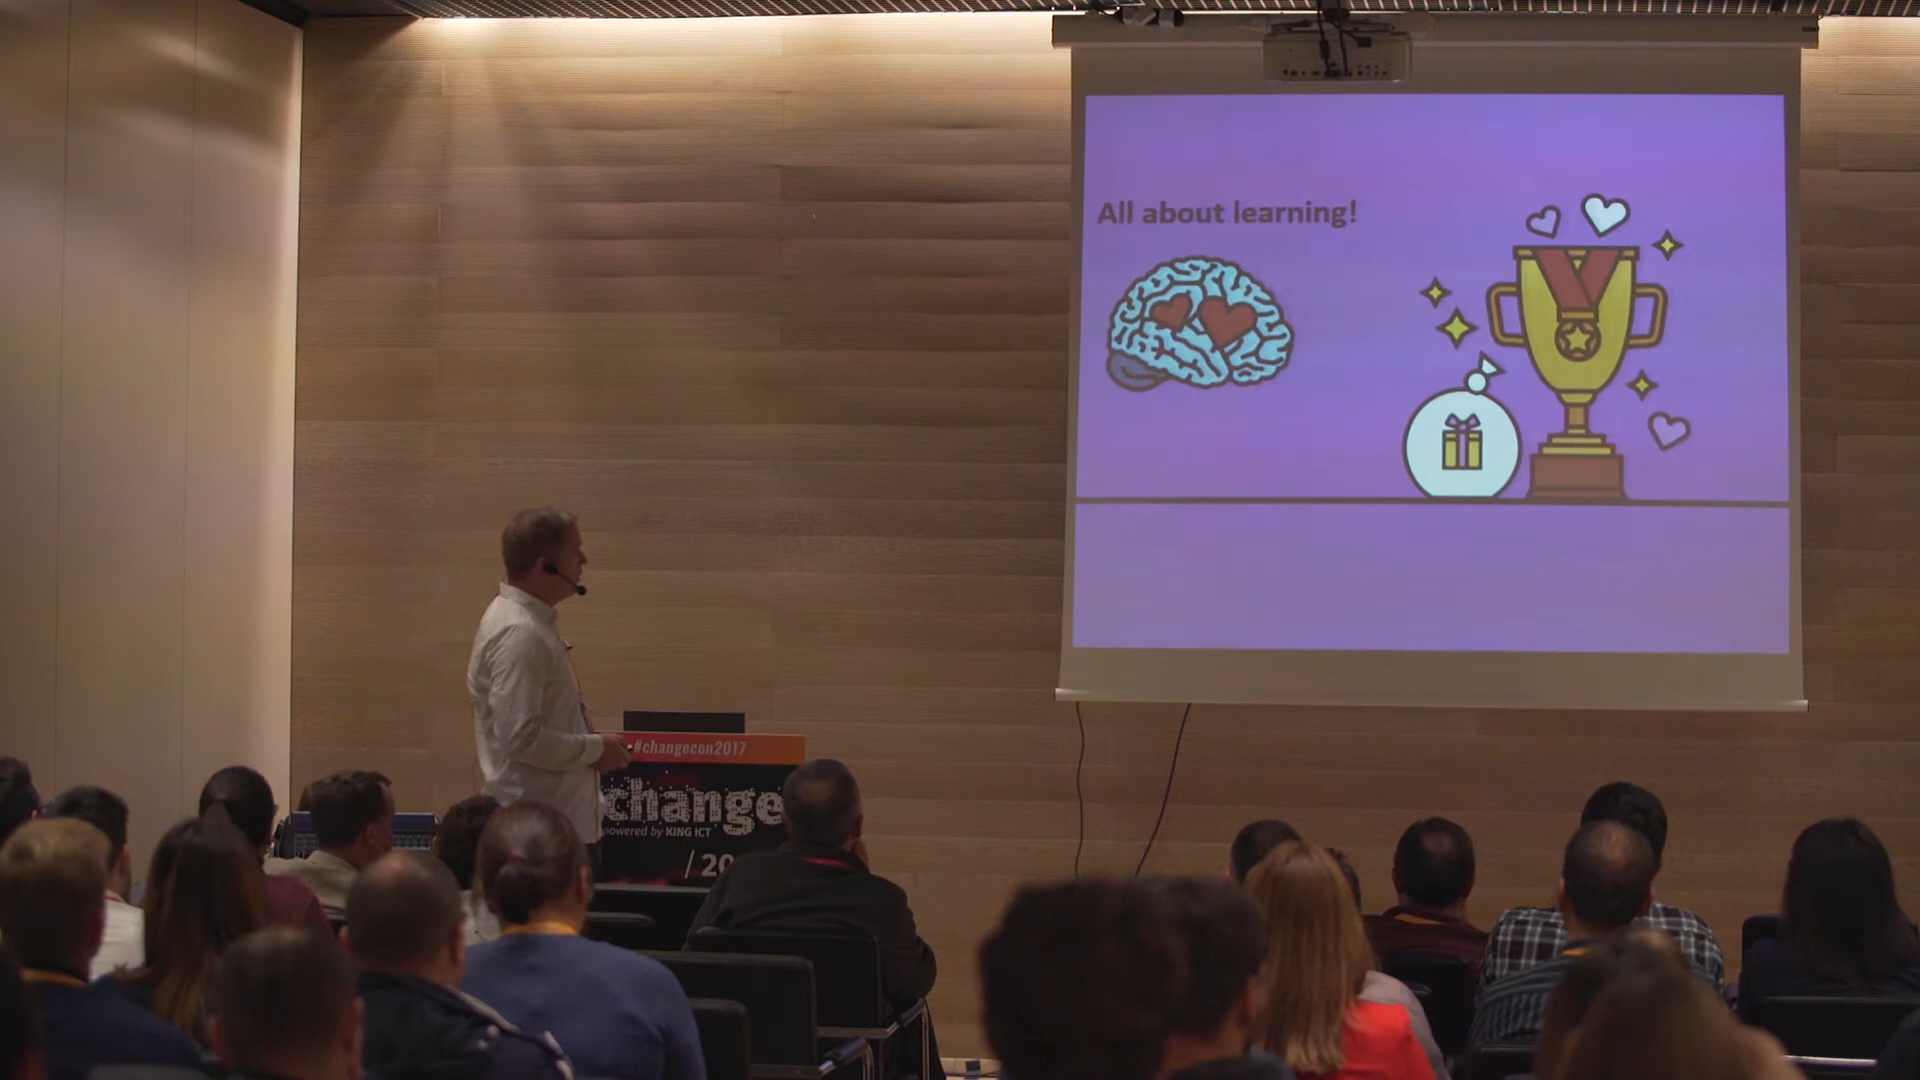 All about learning!
#changecon2017
change
powered by KING ICT
/ 20